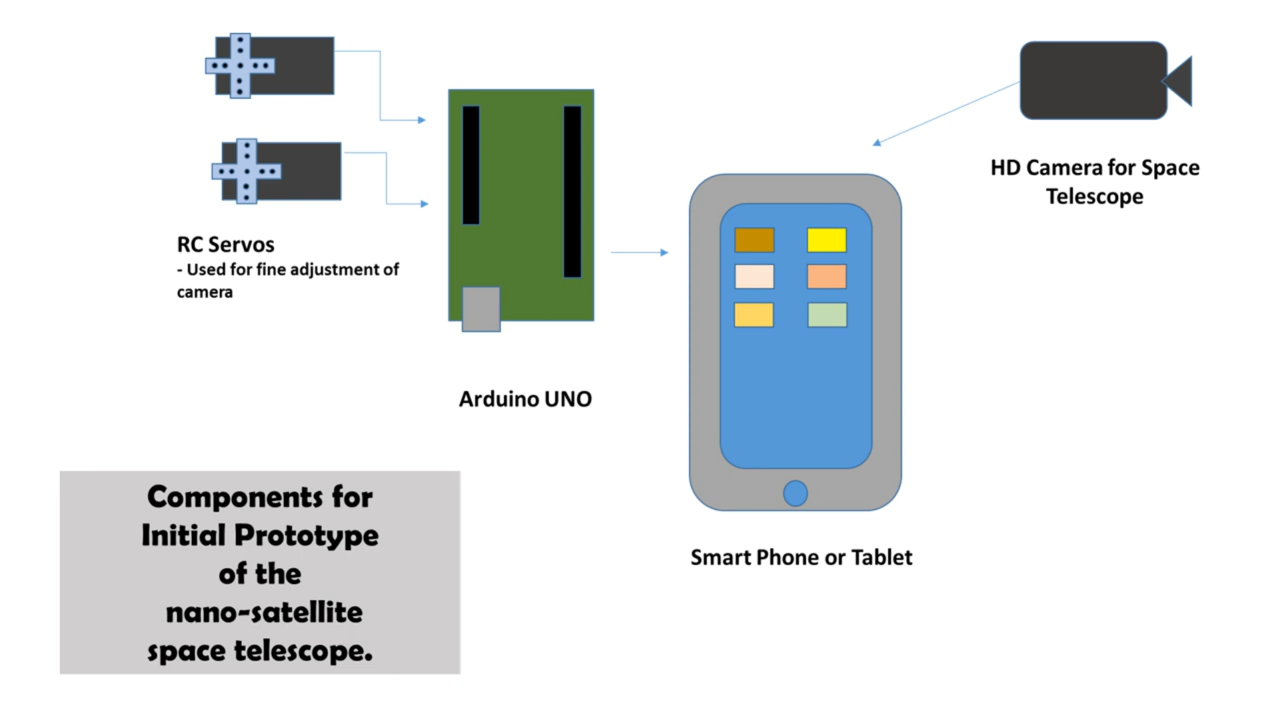 RC Servos
- Used for fine adjustment of
camera
Arduino UNO
HD Camera for Space
Telescope
Smart Phone or Tablet
Components for
Initial Prototype
of the
nano-satellite
space telescope.